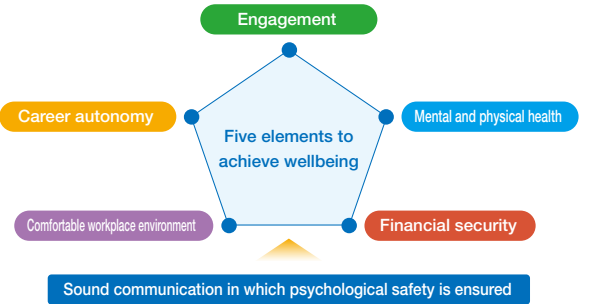 Engagement
Career autonomy
Mental and physical health
Five elements to
achieve wellbeing
Comfortable workplace environment
Financial security
Sound communication in which psychological safety is ensured